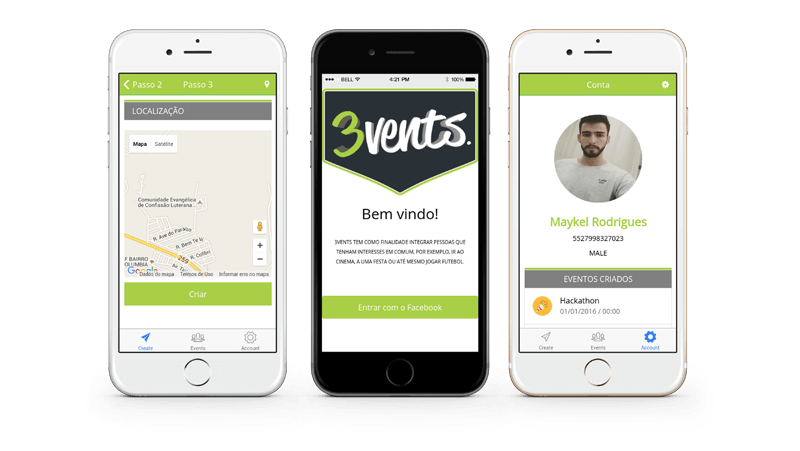 Passo 2 Passo 3
LOCALIZAÇÃO
Mapa Satélite
Comunidade Evangélica
de Confissão Luterana...
R. Ave do Paraíso
R. Bem Te Vi
R. Colibri
259
F BAIRRO
OLUMBIA
Google
Dados do mapa Termos de Uso Informar erro no mapa
Criar
Create Events Account
BELL 4:21 PM 100%
3vents.
Bem vindo!
3VENTS TEM COMO FINALIDADE INTEGRAR PESSOAS QUE
TENHAM INTERESSES EM COMUM, POR EXEMPLO, IR AO
CINEMA, A UMA FESTA OU ATÉ MESMO JOGAR FUTEBOL.
Entrar com o Facebook
Conta
Maykel Rodrigues
5527998327023
MALE
EVENTOS CRIADOS
Hackathon
01/01/2016 / 00:00
Create Events Account